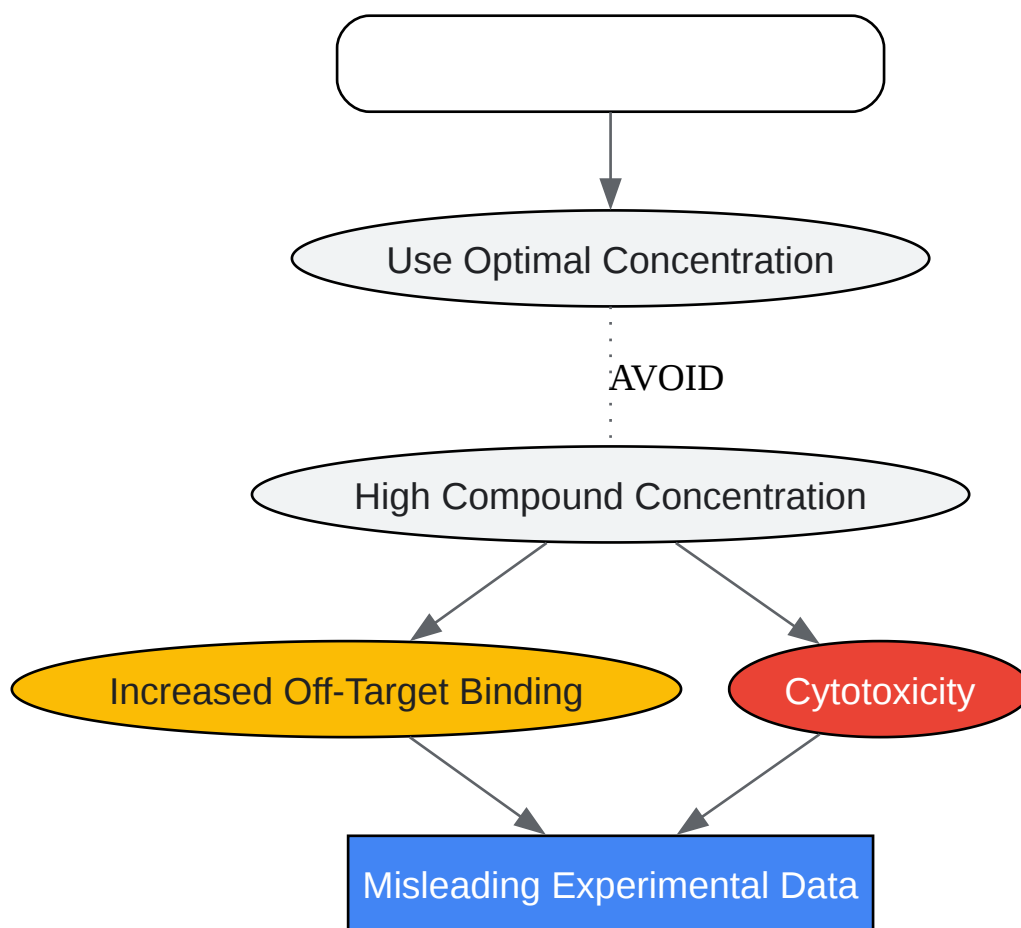 Use Optimal Concentration
AVOID
High Compound Concentration
Increased Off-Target Binding
Cytotoxicity
Misleading Experimental Data